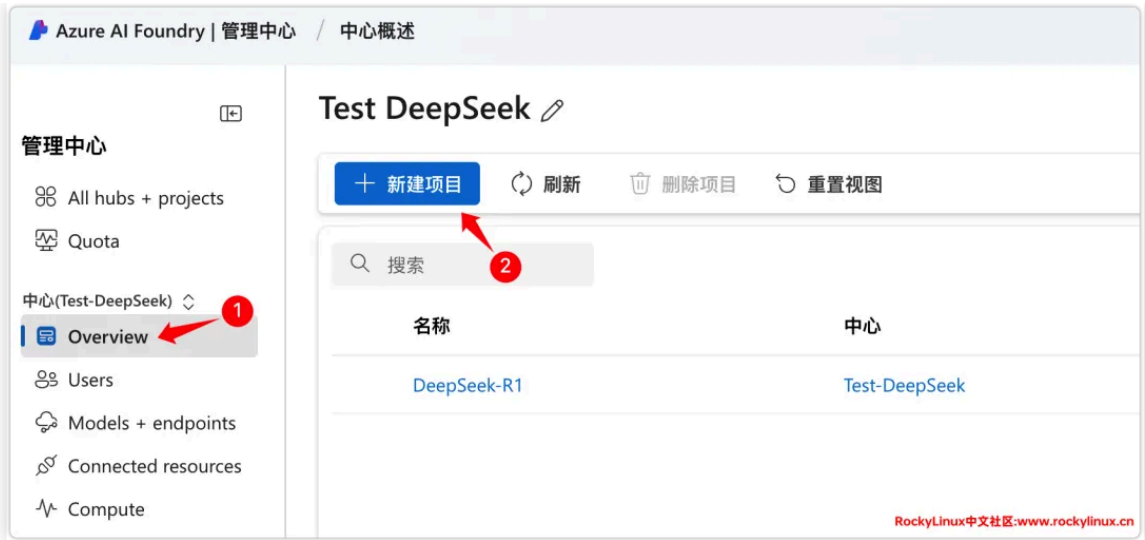 Azure AI Foundry | 管理中心 / 中心概述
管理中心
All hubs + projects
Quota
中心(Test-DeepSeek)
1
Overview
Users
Models + endpoints
Connected resources
Compute
Test DeepSeek
新建项目 刷新 删除项目 重置视图
2
搜索
名称 中心
DeepSeek-R1 Test-DeepSeek
RockyLinux中文社区:www.rockylinux.cn